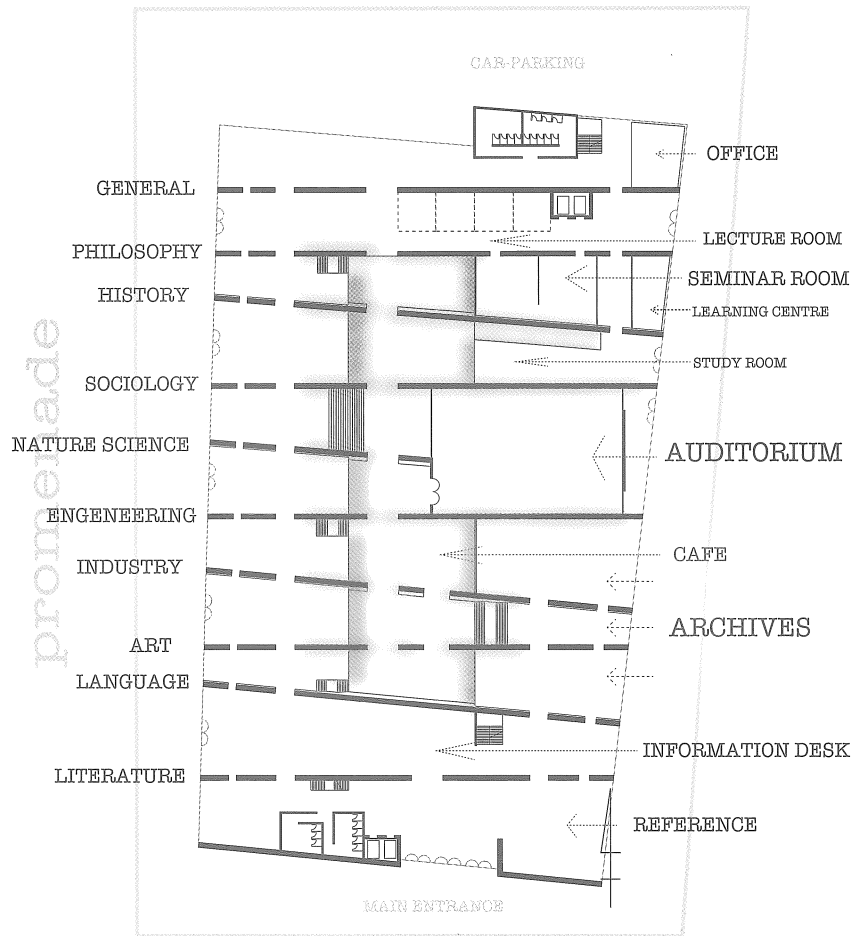 CAR-PARKING
OFFICE
GENERAL
LECTURE ROOM
PHILOSOPHY
SEMINAR ROOM
HISTORY
LEARNING CENTRE
STUDY ROOM
SOCIOLOGY
NATURE SCIENCE
AUDITORIUM
ENGENEERING
CAFE
INDUSTRY
ARCHIVES
ART
LANGUAGE
INFORMATION DESK
LITERATURE
REFERENCE
MAIN ENTRANCE
promenade